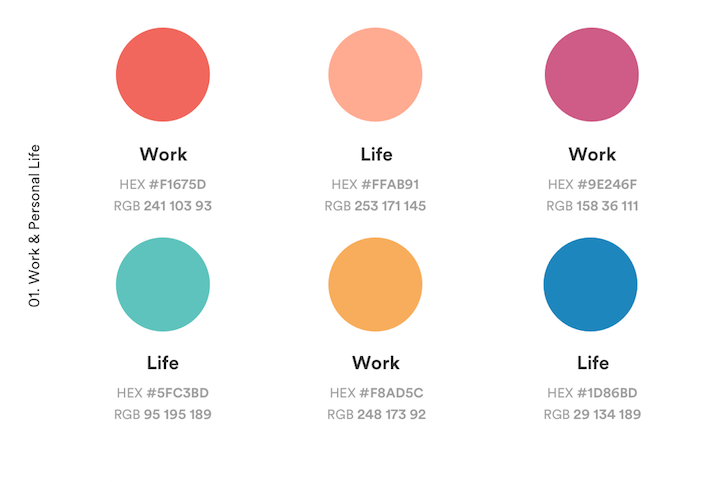 01. Work & Personal Life
Work
HEX #F1675D
RGB 241 103 93
Life
HEX #FFAB91
RGB 253 171 145
Work
HEX #9E246F
RGB 158 36 111
Life
HEX #5FC3BD
RGB 95 195 189
Work
HEX #F8AD5C
RGB 248 173 92
Life
HEX #1D86BD
RGB 29 134 189